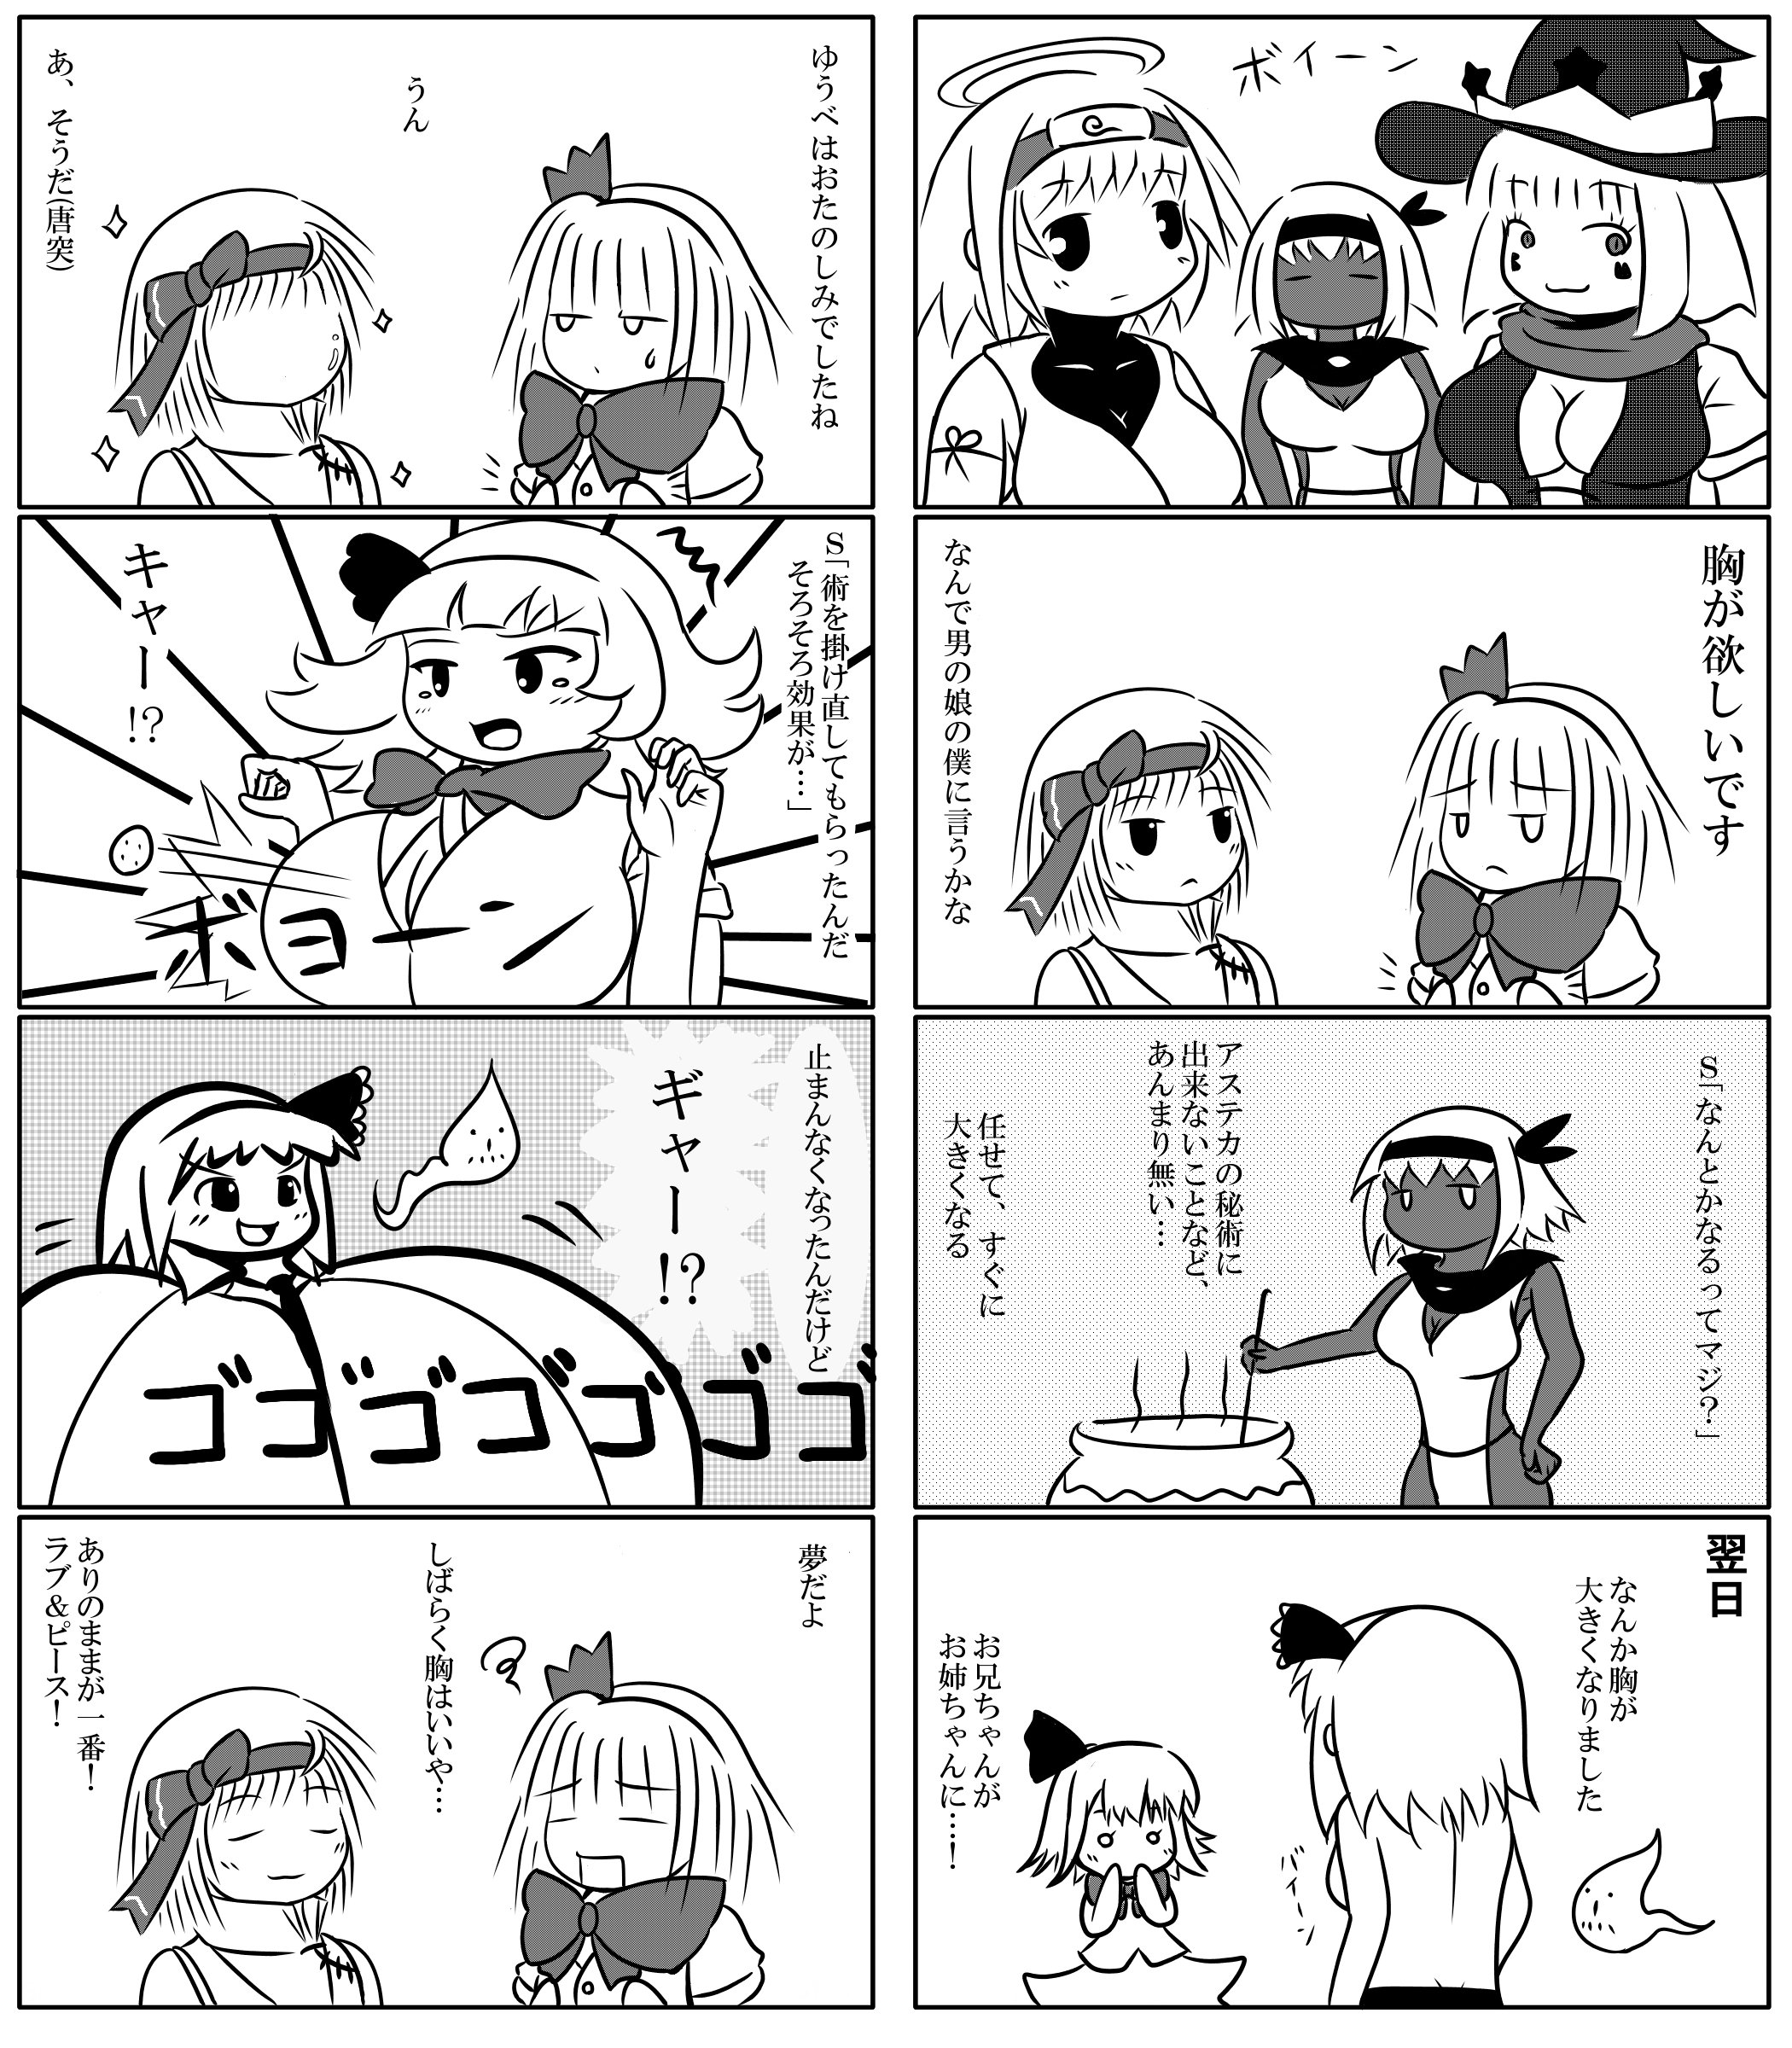 ボイーン
胸が欲しいです
なんで男の娘の僕に言うかな
S「なんとかなるってマジ?」
アステカの秘術に
出来ないことなど、
あんまり無い…
任せて、すぐに
大きくなる
翌日
なんか胸が
大きくなりました
バイーン
お兄ちゃんが
お姉ちゃんに…!
ゆうべはおたのしみでしたね
うん
あ、そうだ(唐突)
S「術を掛け直してもらったんだ
そろそろ効果が…」
キャー!?
ボヨーン
止まんなくなったんだけど
ギャー!?
ゴゴゴゴゴゴゴ
夢だよ
しばらく胸はいいや…
ありのままが一番!
ラブ&ピース!